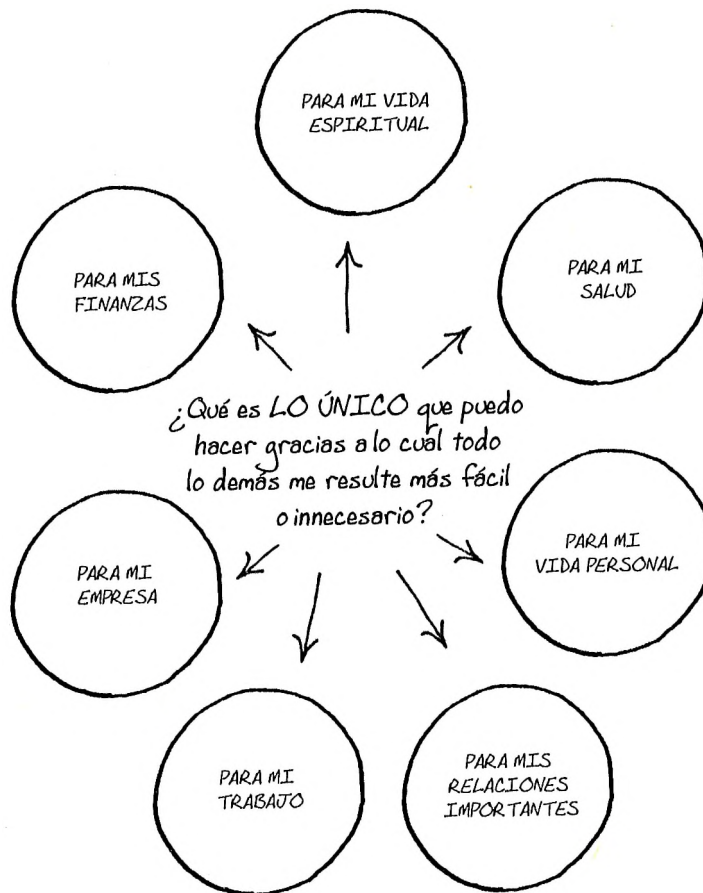 PARA MI VIDA
ESPIRITUAL
PARA MIS
FINANZAS
PARA MI
SALUD
¿Qué es LO ÚNICO que puedo
hacer gracias a lo cual todo
lo demás me resulte más fácil
o innecesario?
PARA MI
EMPRESA
PARA MI
VIDA PERSONAL
PARA MI
TRABAJO
PARA MIS
RELACIONES
IMPORTANTES